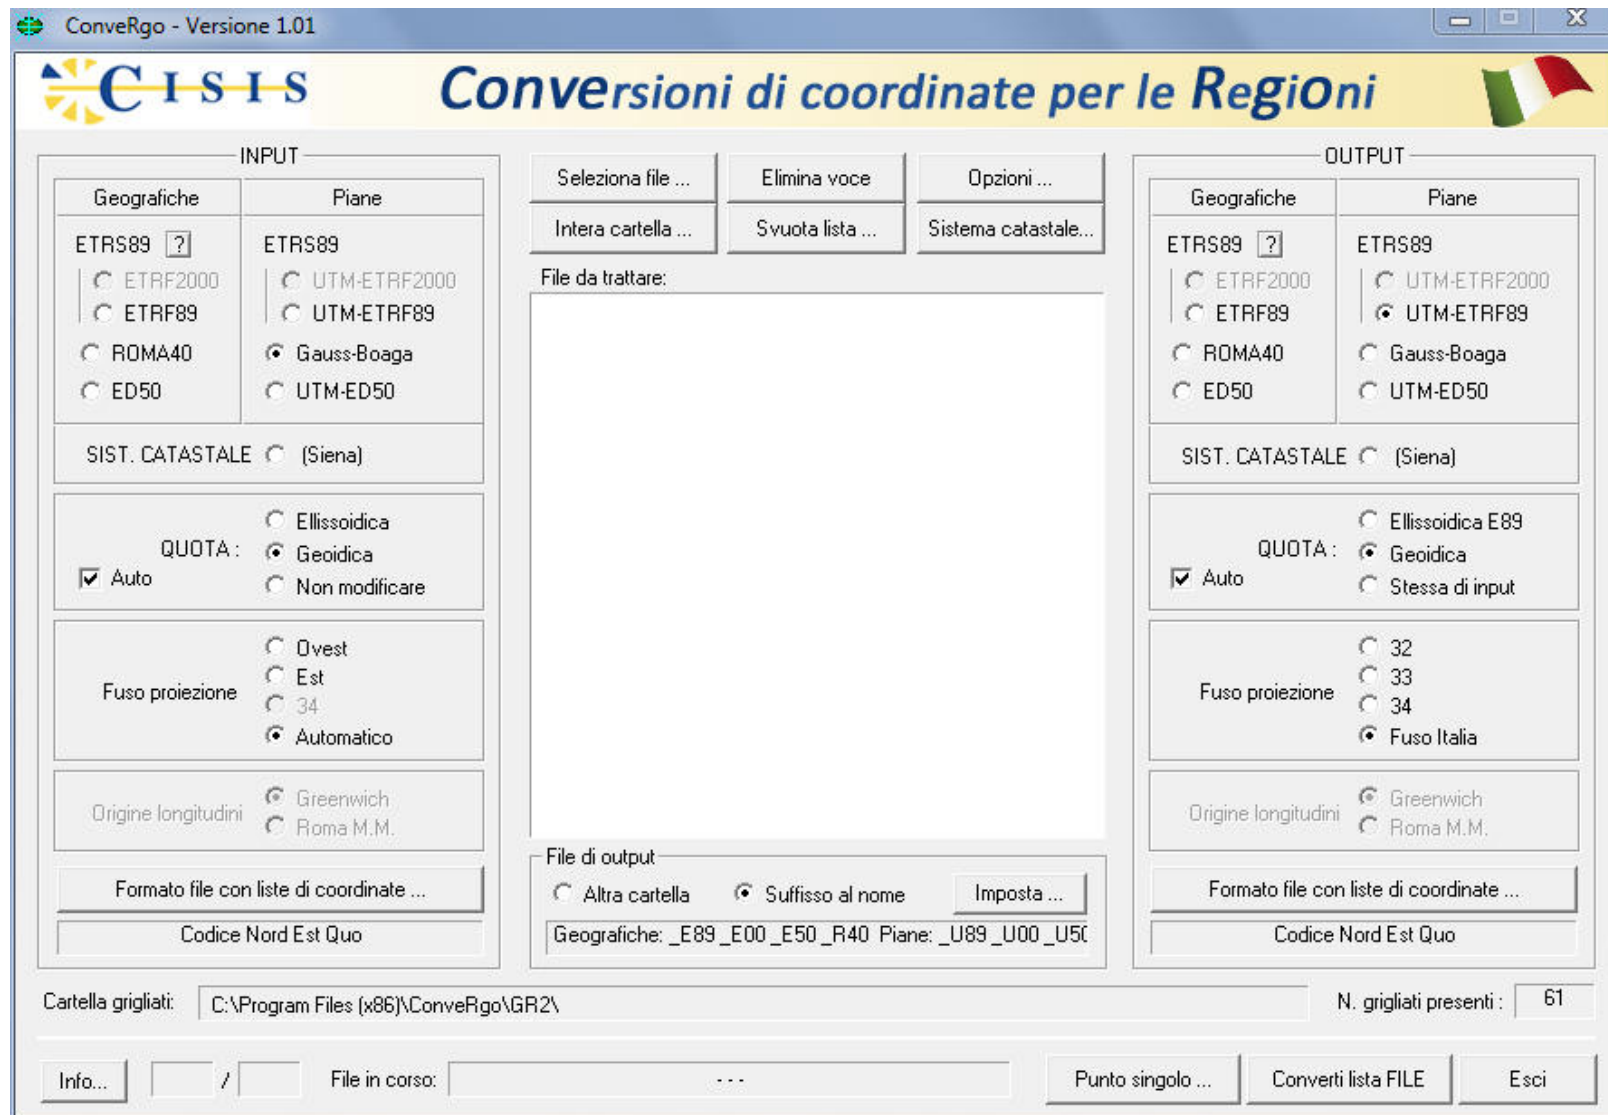 ConveRgo - Versione 1.01
CISIS
Conversioni di coordinate per le RegiOni
INPUT
Geografiche
Piane
ETRS89 ?
ETRS89
ETRF2000
UTM-ETRF2000
ETRF89
UTM-ETRF89
ROMA40
Gauss-Boaga
ED50
UTM-ED50
SIST. CATASTALE
(Siena)
QUOTA :
Ellissoidica
Geoidica
Non modificare
Auto
Fuso proiezione
Ovest
Est
34
Automatico
Origine longitudini
Greenwich
Roma M.M.
Formato file con liste di coordinate ...
Codice Nord Est Quo
Seleziona file ...
Elimina voce
Opzioni ...
Intera cartella ...
Svuota lista ...
Sistema catastale...
File da trattare:
File di output
Altra cartella
Suffisso al nome
Imposta ...
Geografiche: _E89 _E00 _E50 _R40 Piane: _U89 _U00 _U50
OUTPUT
Geografiche
Piane
ETRS89 ?
ETRS89
ETRF2000
UTM-ETRF2000
ETRF89
UTM-ETRF89
ROMA40
Gauss-Boaga
ED50
UTM-ED50
SIST. CATASTALE
(Siena)
QUOTA :
Ellissoidica E89
Geoidica
Stessa di input
Auto
Fuso proiezione
32
33
34
Fuso Italia
Origine longitudini
Greenwich
Roma M.M.
Formato file con liste di coordinate ...
Codice Nord Est Quo
Cartella grigliati:
C:\Program Files (x86)\ConveRgo\GR2\
N. grigliati presenti :
61
Info...
/
File in corso:
- - -
Punto singolo ...
Converti lista FILE
Esci